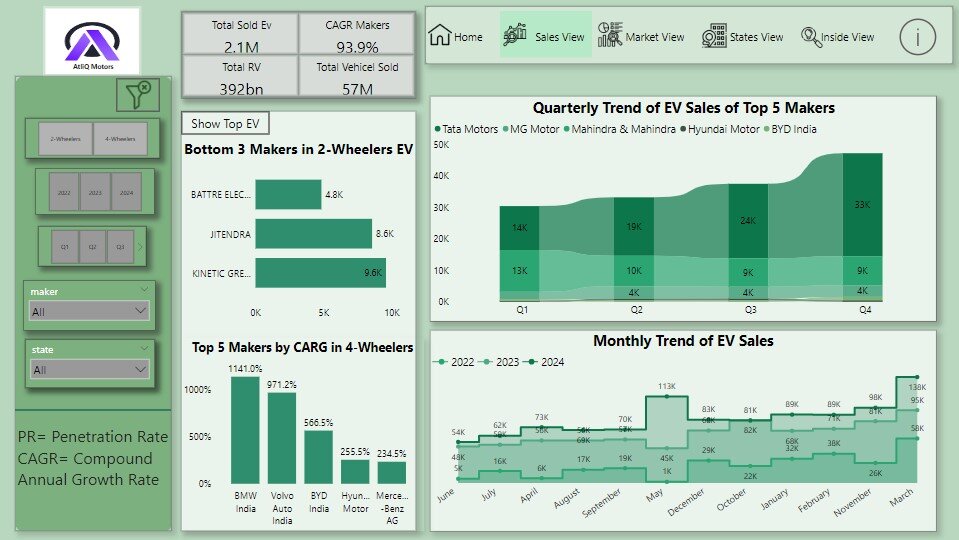 AtliQ Motors
2-Wheelers 4-Wheelers
2022 2023 2024
Q1 Q2 Q3
maker
All
state
All
PR= Penetration Rate
CAGR= Compound
Annual Growth Rate
Total Sold Ev
2.1M
CAGR Makers
93.9%
Total RV
392bn
Total Vehicel Sold
57M
Home
Sales View
Market View
States View
Inside View
i
Show Top EV
Bottom 3 Makers in 2-Wheelers EV
BATTRE ELEC... 4.8K
JITENDRA 8.6K
KINETIC GRE... 9.6K
0K 5K 10K
Top 5 Makers by CARG in 4-Wheelers
1141.0%
971.2%
566.5%
255.5%
234.5%
1000%
500%
0%
BMW
India
Volvo
Auto
India
BYD
India
Hyun...
Motor
Merce...
-Benz
AG
Quarterly Trend of EV Sales of Top 5 Makers
Tata Motors MG Motor Mahindra & Mahindra Hyundai Motor BYD India
50K
40K
30K
20K
10K
0K
14K 19K 24K 33K
13K 10K 9K 9K
4K 4K 4K
Q1 Q2 Q3 Q4
Monthly Trend of EV Sales
2022 2023 2024
54K 62K 73K 70K 113K 83K 81K 89K 89K 98K 138K
48K 69K 45K 82K 68K 71K 81K 95K
5K 16K 6K 17K 19K 1K 29K 22K 32K 38K 26K 58K
June July April August September May December October January February November March